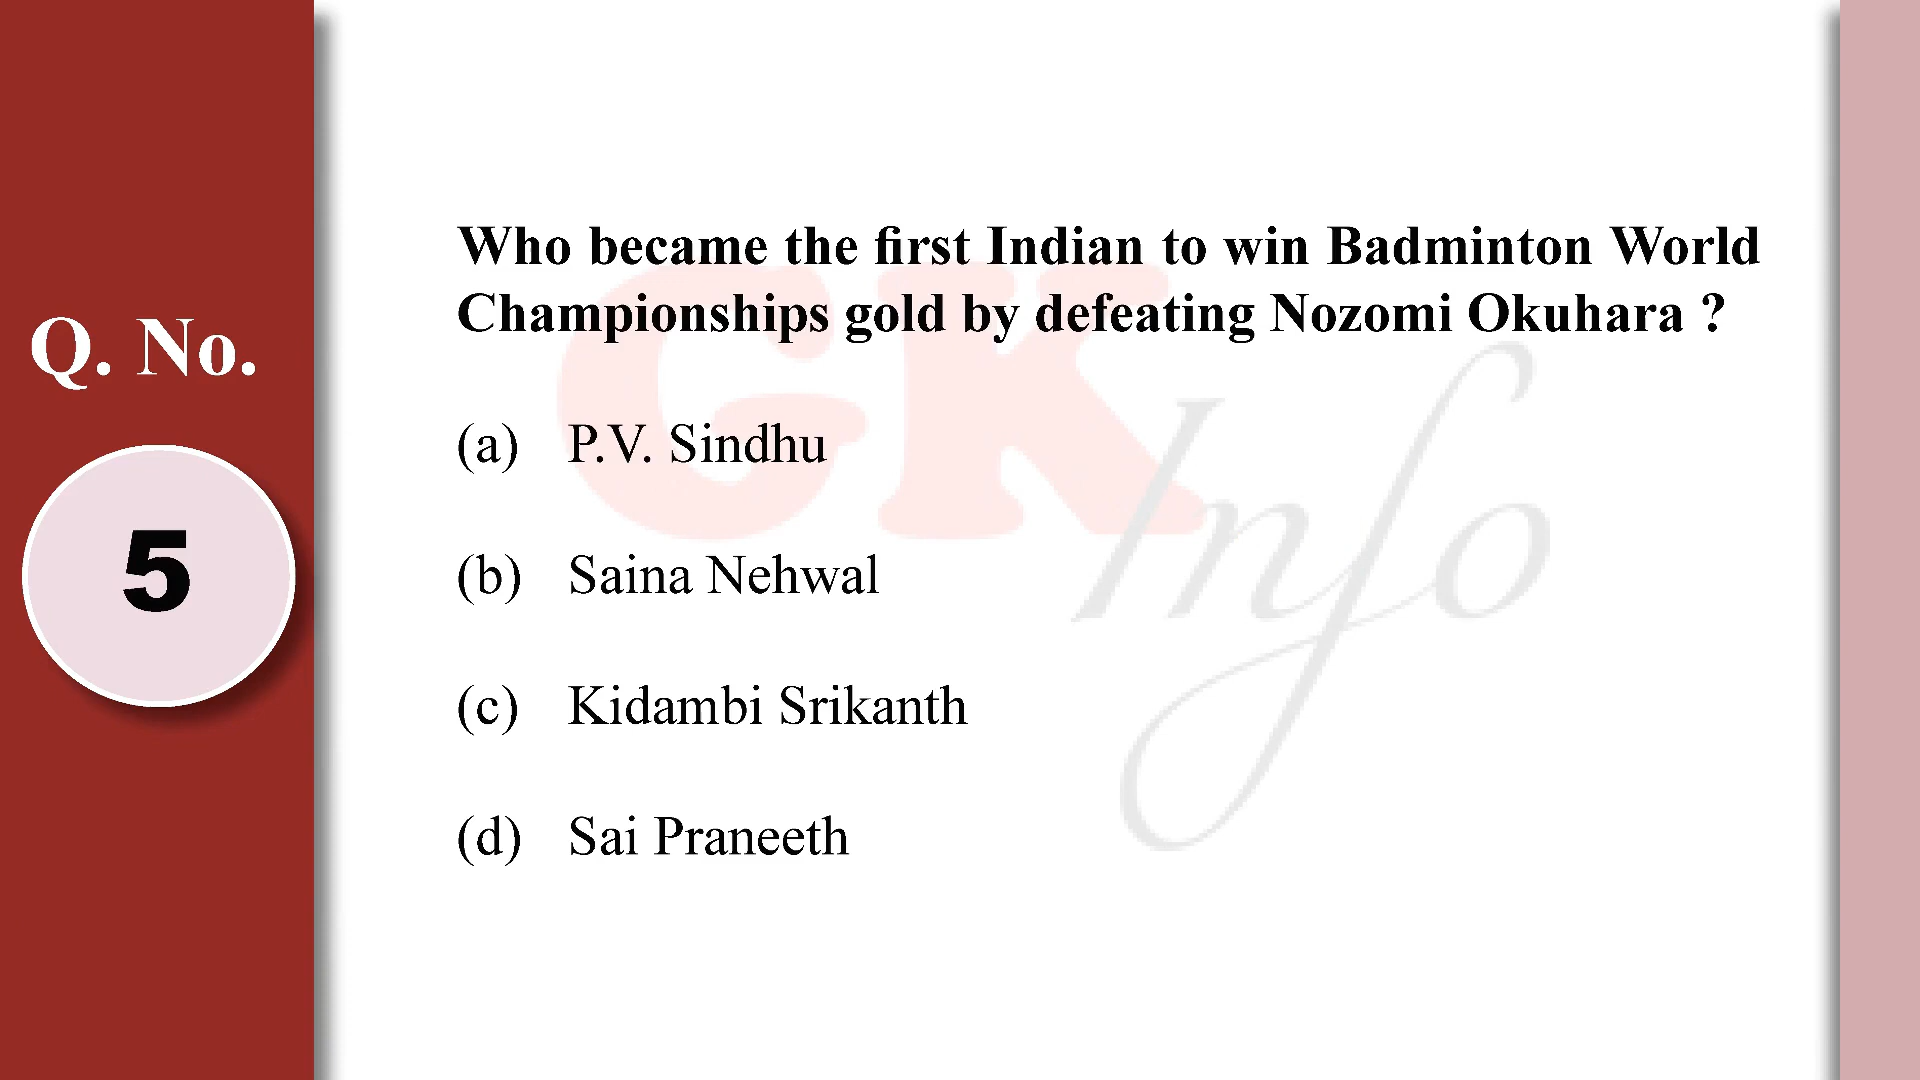 Q. No.
5
Who became the first Indian to win Badminton World
Championships gold by defeating Nozomi Okuhara ?
(a) P.V. Sindhu
(b) Saina Nehwal
(c) Kidambi Srikanth
(d) Sai Praneeth
GK
Info